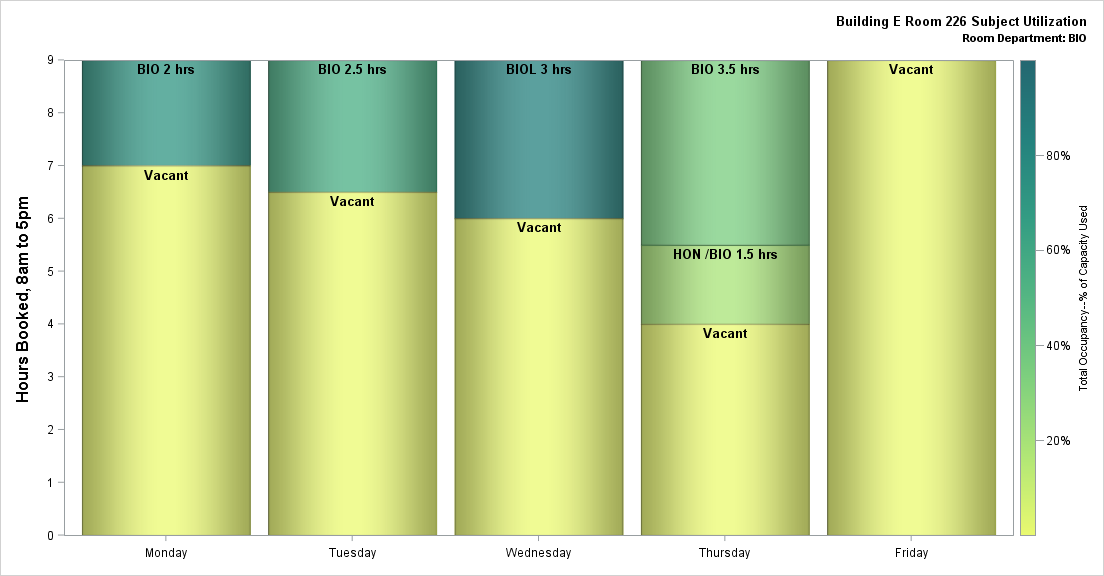 Building E Room 226 Subject Utilization
Room Department: BIO
Hours Booked, 8am to 5pm
9
8
7
6
5
4
3
2
1
0
BIO 2 hrs
Vacant
BIO 2.5 hrs
Vacant
BIOL 3 hrs
Vacant
BIO 3.5 hrs
HON /BIO 1.5 hrs
Vacant
Vacant
Monday
Tuesday
Wednesday
Thursday
Friday
80%
60%
40%
20%
Total Occupancy--% of Capacity Used